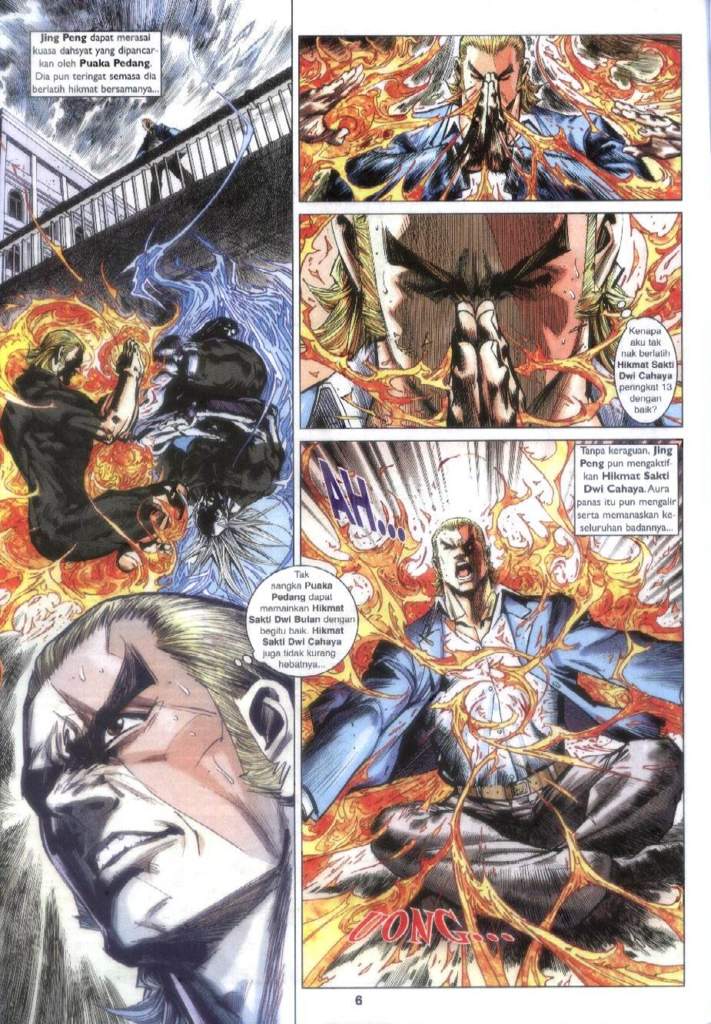 Jing Peng dapat merasai
kuasa dahsyat yang dipancar-
kan oleh Puaka Pedang.
Dia pun teringat semasa dia
berlatih hikmat bersamanya...
Tak
sangka Puaka
Pedang dapat
memainkan Hikmat
Sakti Dwi Bulan dengan
begitu baik. Hikmat
Sakti Dwi Cahaya
juga tidak kurang
hebatnya...
Kenapa
aku tak
nak berlatih
Hikmat Sakti
Dwi Cahaya
peringkat 13
dengan
baik?
Tanpa keraguan, Jing
Peng pun mengaktif-
kan Hikmat Sakti
Dwi Cahaya. Aura
panas itu pun mengalir
serta memanaskan ke-
seluruhan badannya...
AH...
UONG...
6